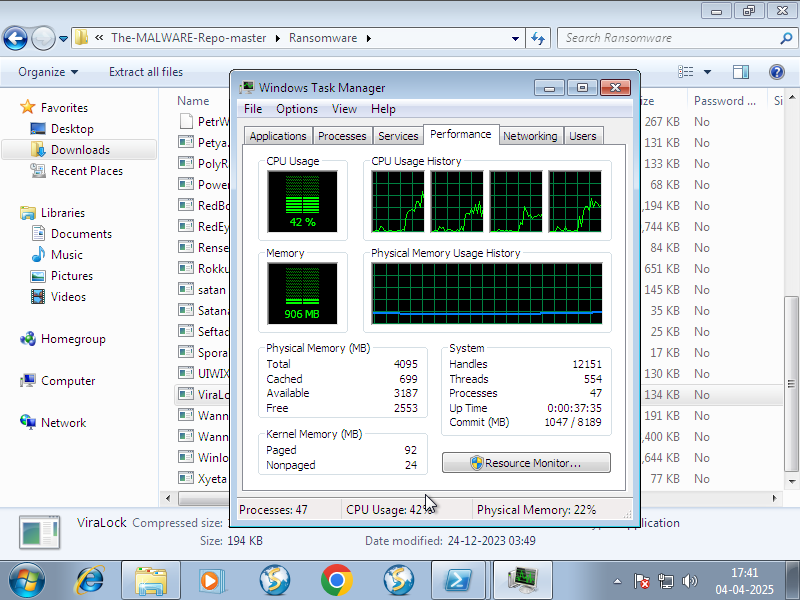 « The-MALWARE-Repo-master ▸ Ransomware ▸
Search Ransomware
Organize ▾ Extract all files
Favorites
Desktop
Downloads
Recent Places
Libraries
Documents
Music
Pictures
Videos
Homegroup
Computer
Network
Name
Password ...
PetrW
267 KB No
Petya.
131 KB No
PolyR
133 KB No
Power
68 KB No
RedBo
,194 KB No
RedEy
,744 KB No
Rense
84 KB No
Rokku
651 KB No
satan
145 KB No
Satana
35 KB No
Seftad
25 KB No
Spora
17 KB No
UIWIX
130 KB No
ViraLo
134 KB No
Wann
191 KB No
Wann
,400 KB No
Winlo
,644 KB No
Xyeta
77 KB No
Windows Task Manager
File Options View Help
Applications Processes Services Performance Networking Users
CPU Usage
CPU Usage History
42 %
Memory
Physical Memory Usage History
906 MB
Physical Memory (MB)
Total 4095
Cached 699
Available 3187
Free 2553
Kernel Memory (MB)
Paged 92
Nonpaged 24
System
Handles 12151
Threads 554
Processes 47
Up Time 0:00:37:35
Commit (MB) 1047 / 8189
Resource Monitor...
Processes: 47 CPU Usage: 42% Physical Memory: 22%
ViraLock Compressed size:
Size: 194 KB
Date modified: 24-12-2023 03:49
17:41
04-04-2025